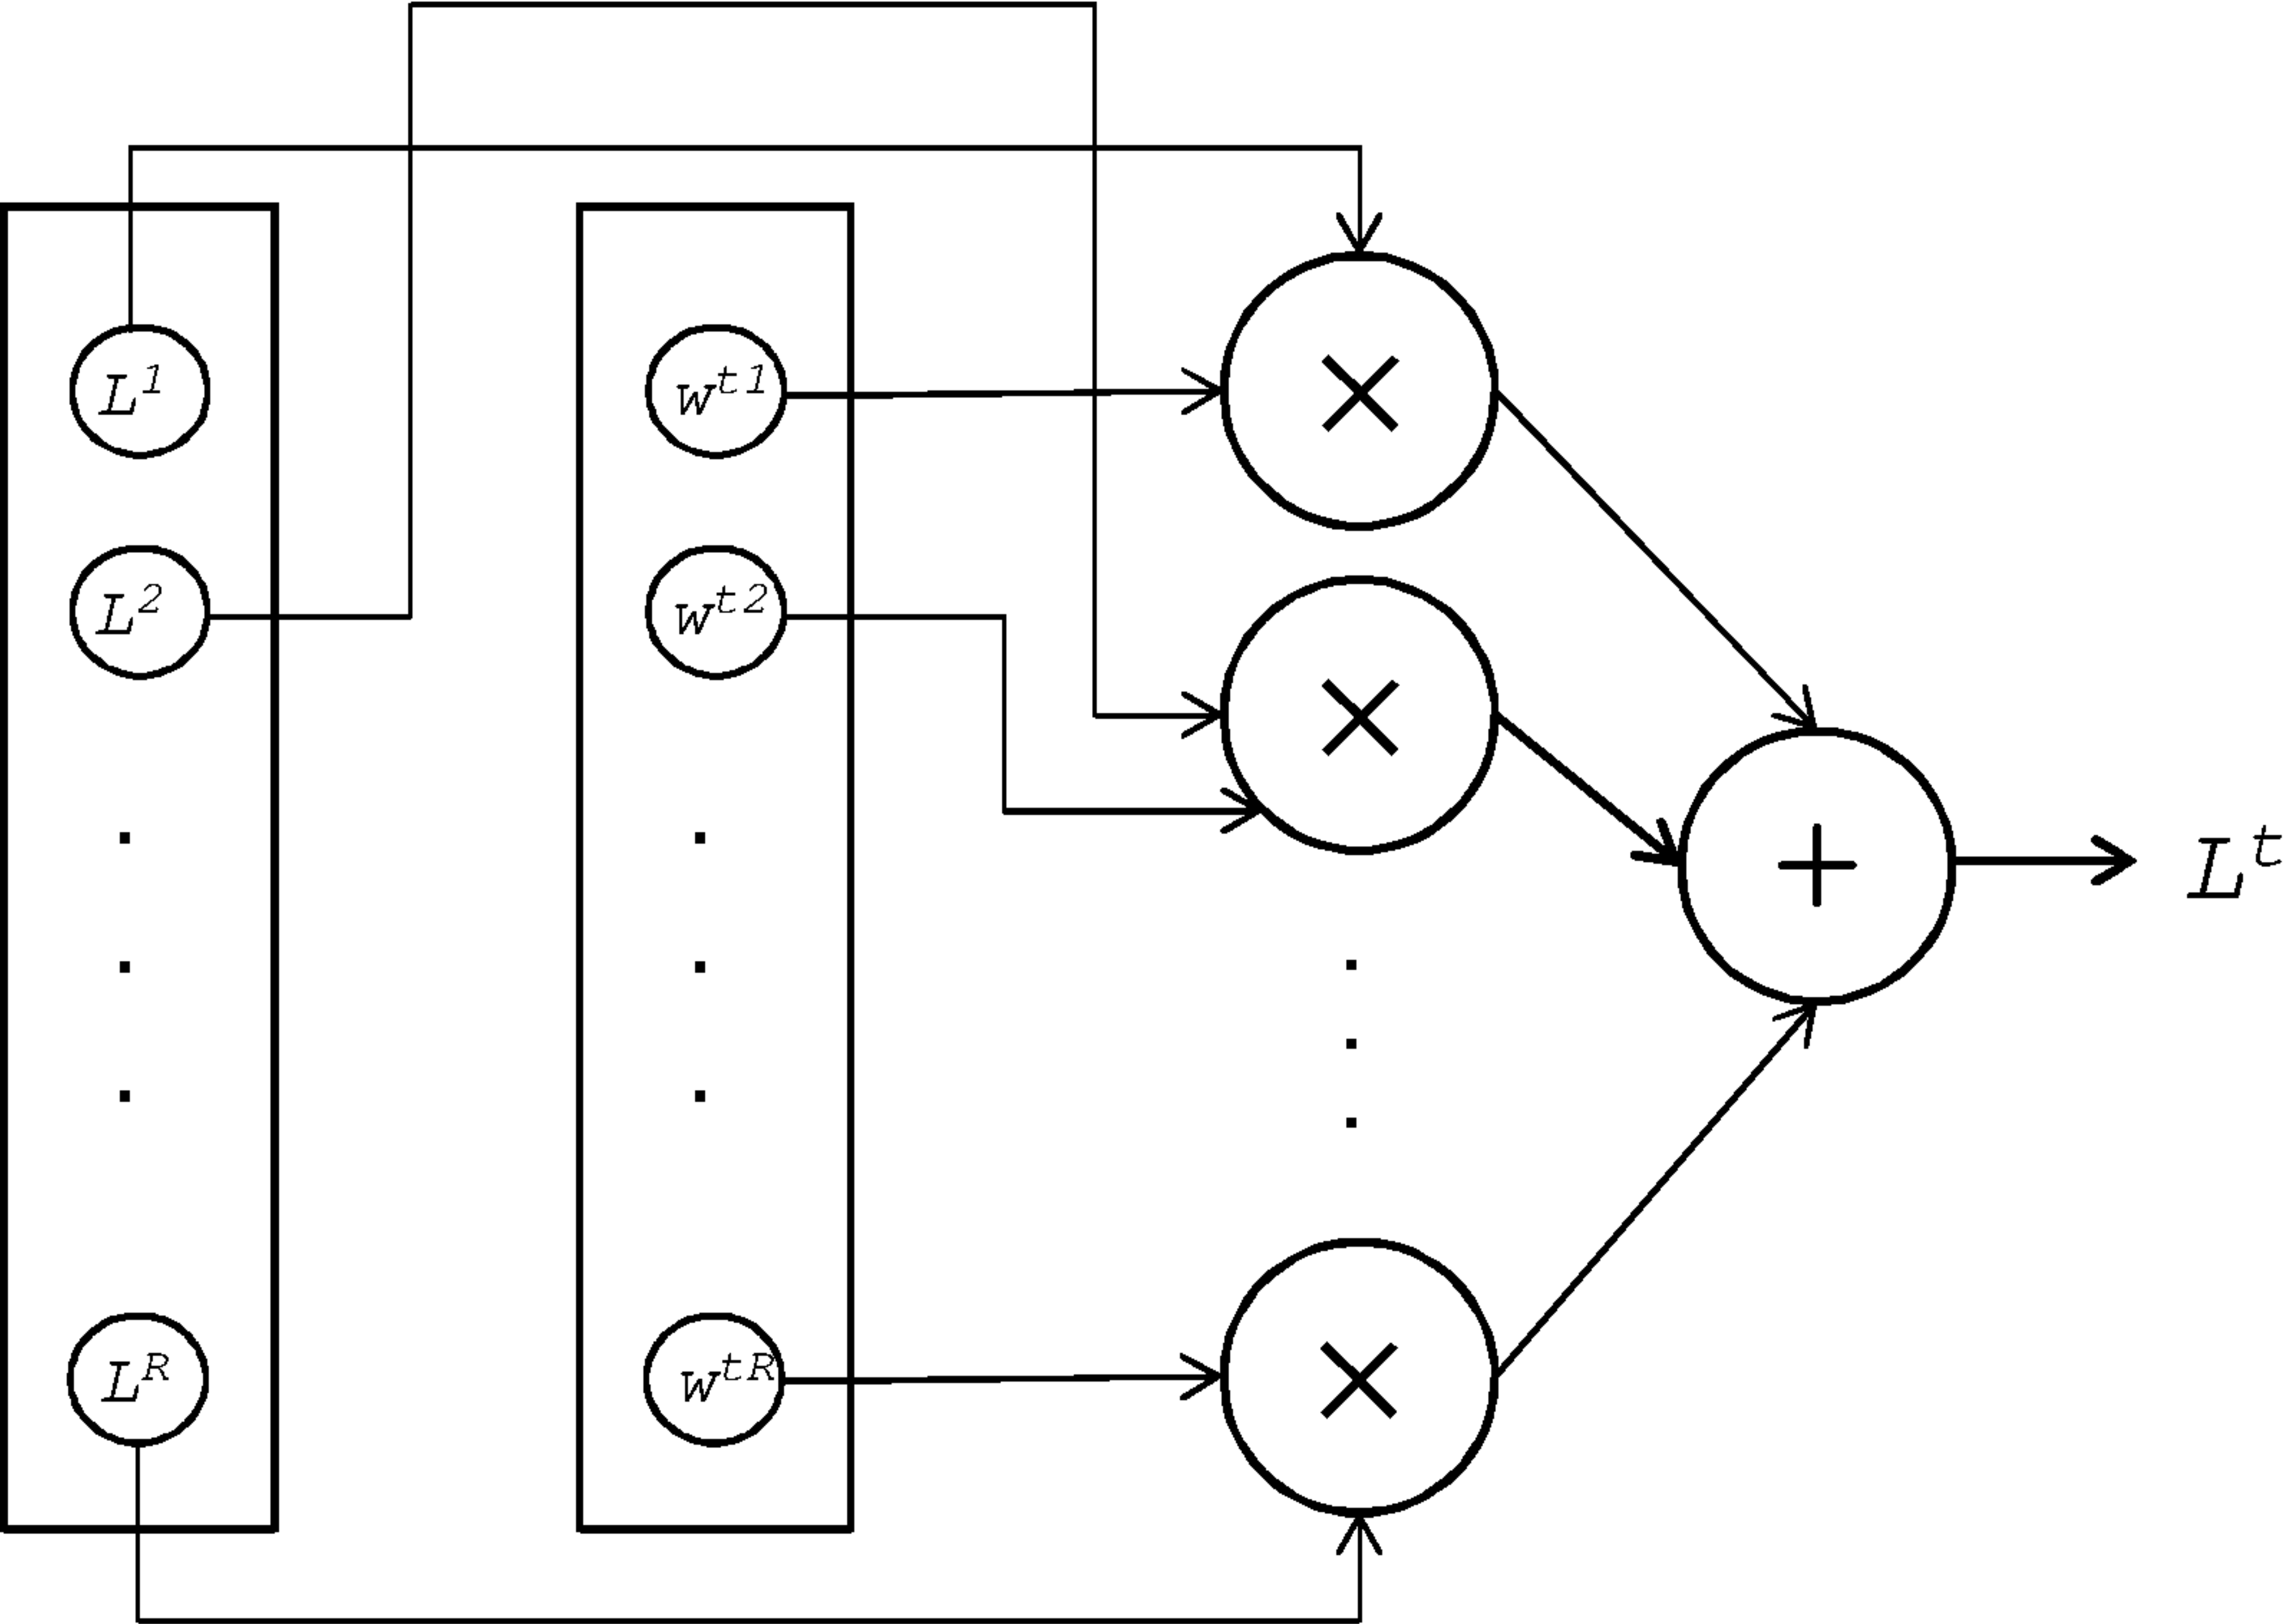 L^1
w^t1
×
L^2
w^t2
×
+
L^t
.
.
.
.
.
.
.
.
.
L^R
w^tR
×